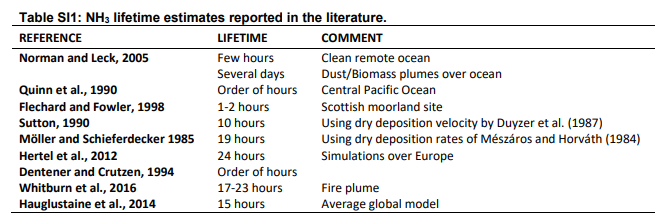 Table SI1: NH₃ lifetime estimates reported in the literature.
REFERENCE LIFETIME COMMENT
Norman and Leck, 2005 Few hours Clean remote ocean
Several days Dust/Biomass plumes over ocean
Quinn et al., 1990 Order of hours Central Pacific Ocean
Flechard and Fowler, 1998 1-2 hours Scottish moorland site
Sutton, 1990 10 hours Using dry deposition velocity by Duyzer et al. (1987)
Möller and Schieferdecker 1985 19 hours Using dry deposition rates of Mészáros and Horváth (1984)
Hertel et al., 2012 24 hours Simulations over Europe
Dentener and Crutzen, 1994 Order of hours
Whitburn et al., 2016 17-23 hours Fire plume
Hauglustaine et al., 2014 15 hours Average global model